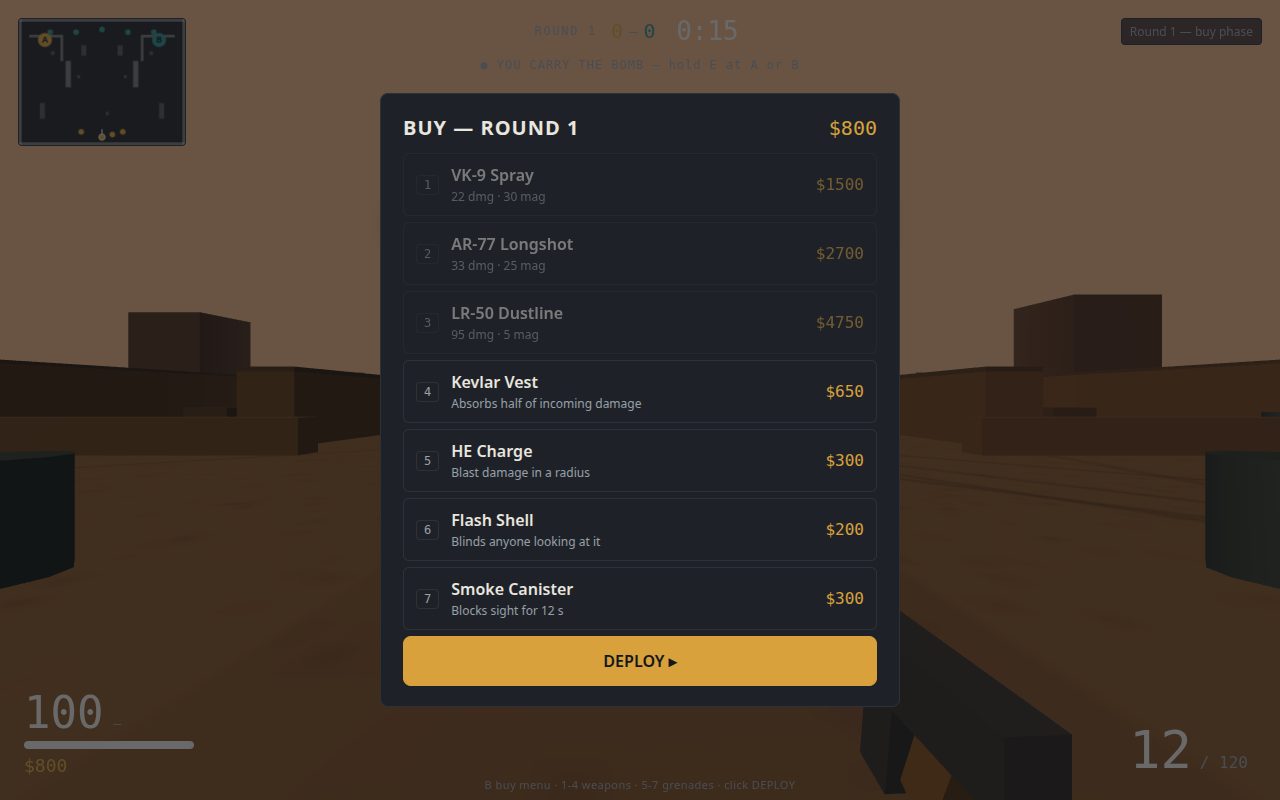 A
B
ROUND 1 0 – 0 0:15
● YOU CARRY THE BOMB — hold E at A or B
Round 1 — buy phase
BUY — ROUND 1
$800
1
VK-9 Spray
22 dmg · 30 mag
$1500
2
AR-77 Longshot
33 dmg · 25 mag
$2700
3
LR-50 Dustline
95 dmg · 5 mag
$4750
4
Kevlar Vest
Absorbs half of incoming damage
$650
5
HE Charge
Blast damage in a radius
$300
6
Flash Shell
Blinds anyone looking at it
$200
7
Smoke Canister
Blocks sight for 12 s
$300
DEPLOY ▸
100 —
$800
12 / 120
B buy menu · 1-4 weapons · 5-7 grenades · click DEPLOY